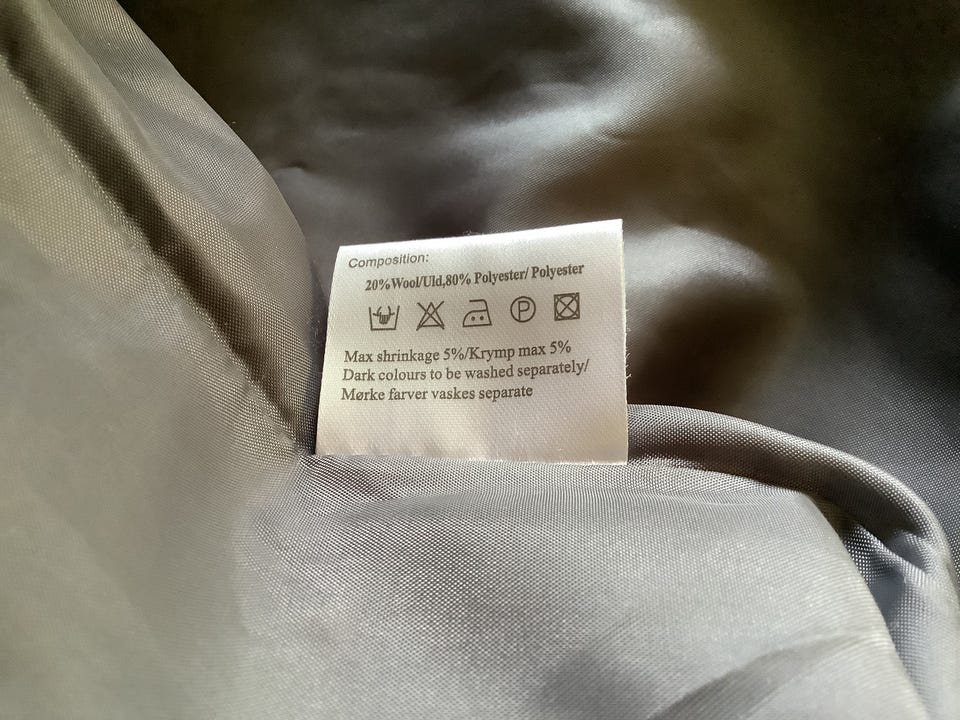 Composition:
20%Wool/Uld,80% Polyester/ Polyester
P
Max shrinkage 5%/Krymp max 5%
Dark colours to be washed separately/
Mørke farver vaskes separate